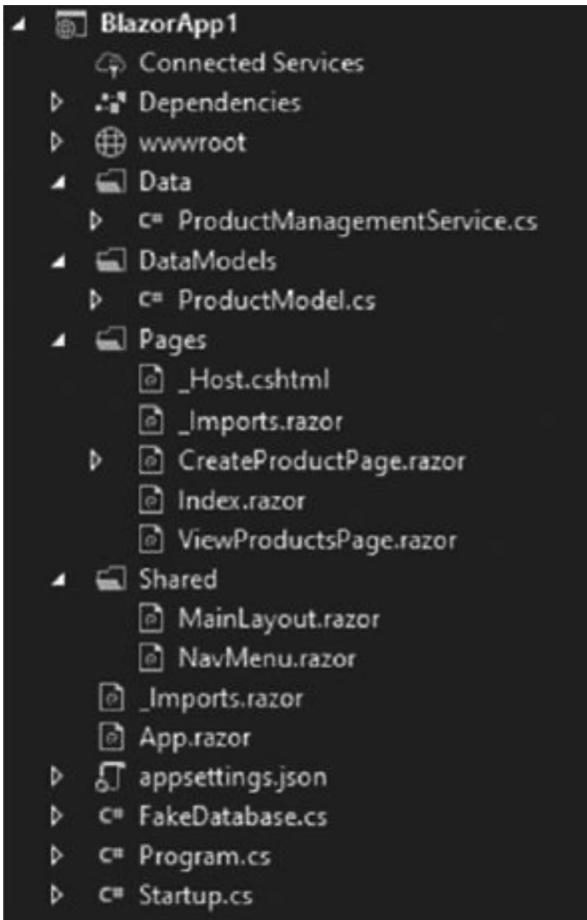 BlazorApp1
Connected Services
Dependencies
wwwroot
Data
C# ProductManagementService.cs
DataModels
C# ProductModel.cs
Pages
_Host.cshtml
_Imports.razor
CreateProductPage.razor
Index.razor
ViewProductsPage.razor
Shared
MainLayout.razor
NavMenu.razor
_Imports.razor
App.razor
appsettings.json
C# FakeDatabase.cs
C# Program.cs
C# Startup.cs